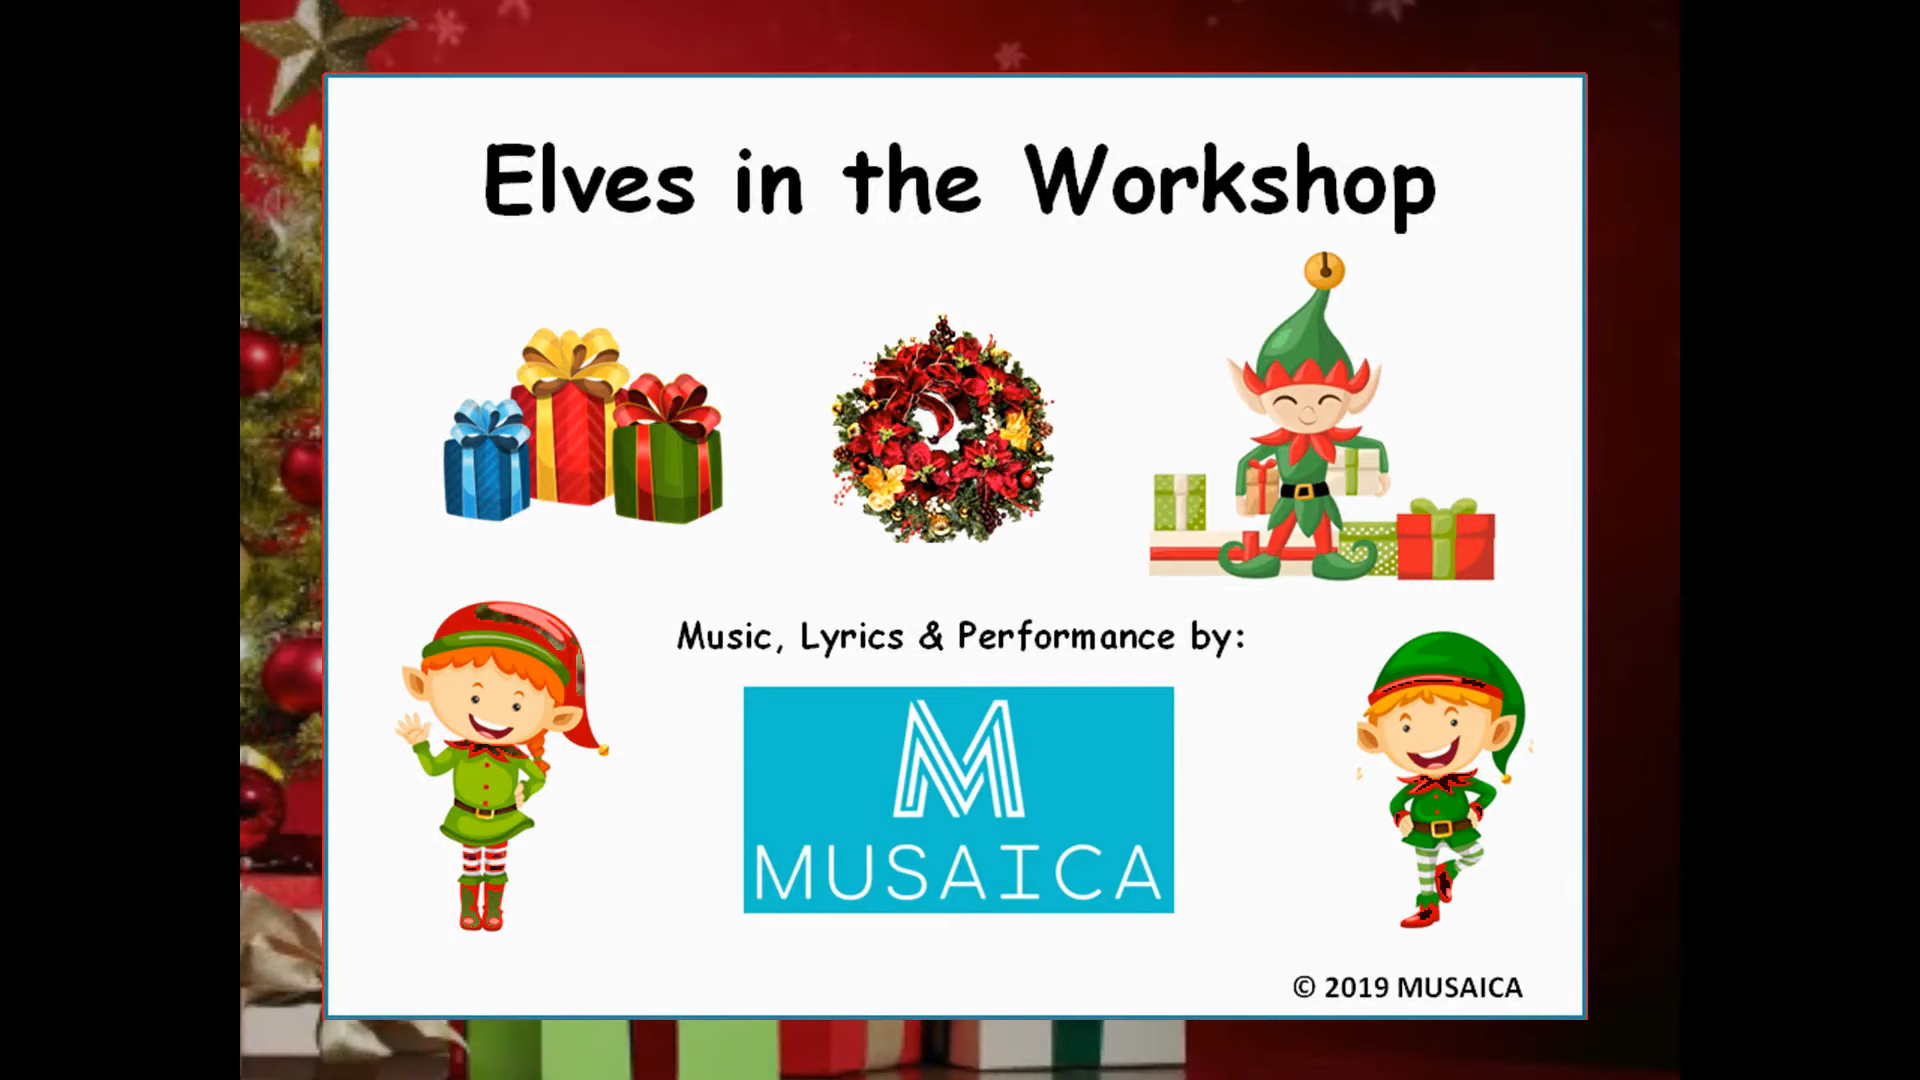 Elves in the Workshop
Music, Lyrics & Performance by:
M
MUSAICA
© 2019 MUSAICA